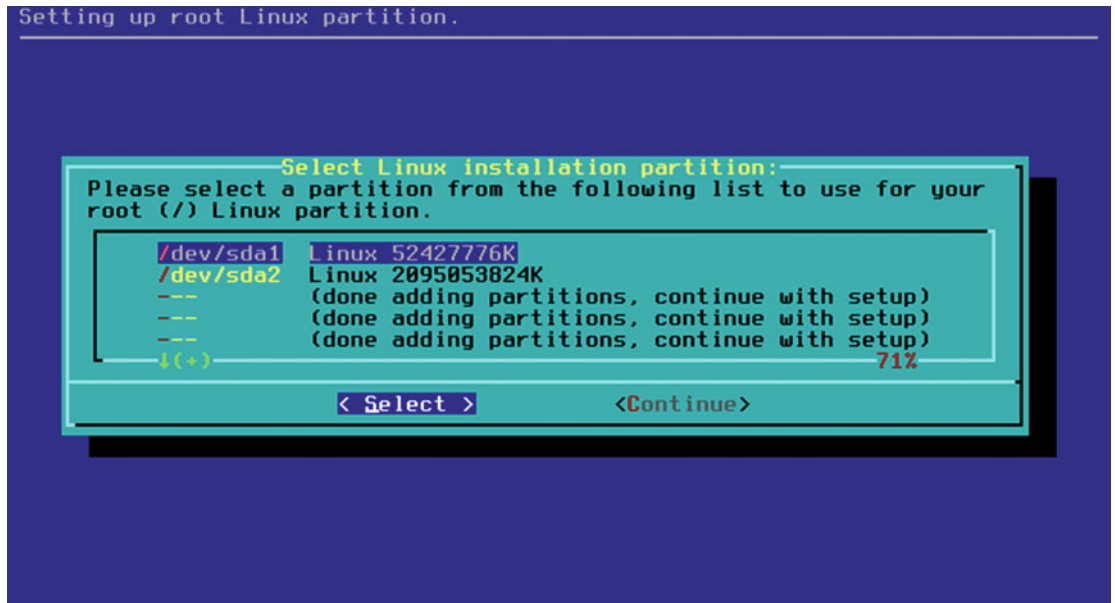 Setting up root Linux partition.
Select Linux installation partition:
Please select a partition from the following list to use for your
root (/) Linux partition.
/dev/sda1 Linux 52427776K
/dev/sda2 Linux 2095053824K
--- (done adding partitions, continue with setup)
--- (done adding partitions, continue with setup)
--- (done adding partitions, continue with setup)
↓(+) 71%
< Select > <Continue>